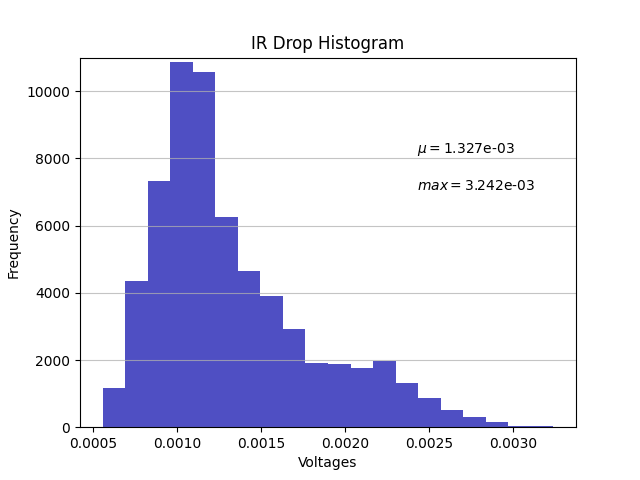 IR Drop Histogram
10000
8000
6000
4000
2000
0
Frequency
μ = 1.327e-03
max = 3.242e-03
0.0005 0.0010 0.0015 0.0020 0.0025 0.0030
Voltages